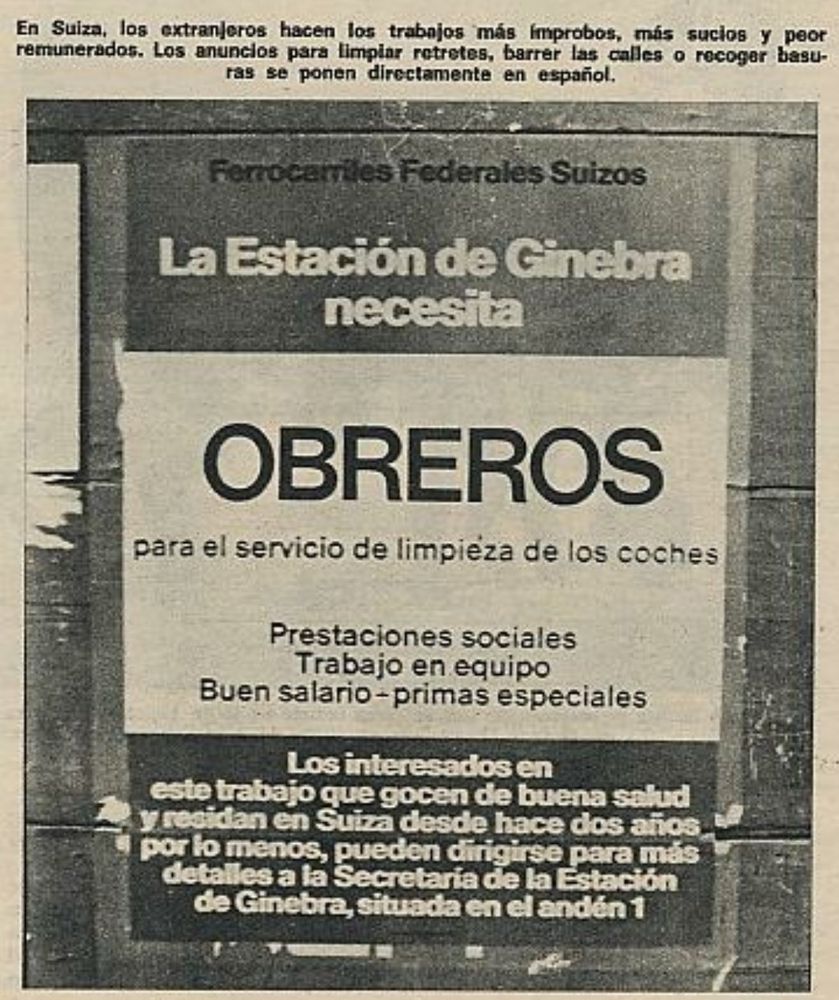 En Suiza, los extranjeros hacen los trabajos más ímprobos, más sucios y peor
remunerados. Los anuncios para limpiar retretes, barrer las calles o recoger basu-
ras se ponen directamente en español.
Ferrocarriles Federales Suizos
La Estación de Ginebra
necesita
OBREROS
para el servicio de limpieza de los coches
Prestaciones sociales
Trabajo en equipo
Buen salario - primas especiales
Los interesados en
este trabajo que gocen de buena salud
y residan en Suiza desde hace dos años
por lo menos, pueden dirigirse para más
detalles a la Secretaría de la Estación
de Ginebra, situada en el andén 1